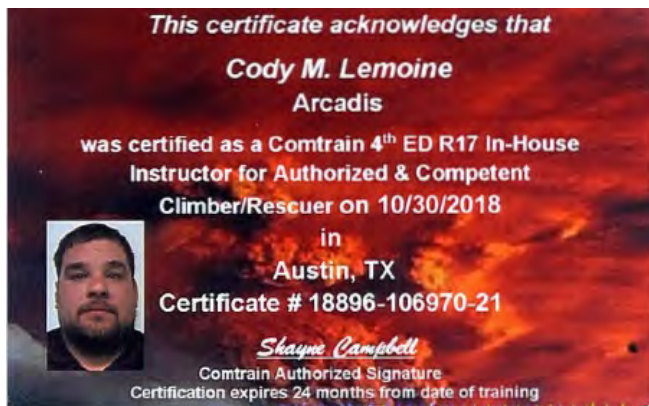 This certificate acknowledges that
Cody M. Lemoine
Arcadis
was certified as a Comtrain 4th ED R17 In-House
Instructor for Authorized & Competent
Climber/Rescuer on 10/30/2018
in
Austin, TX
Certificate # 18896-106970-21
Shayne Campbell
Comtrain Authorized Signature
Certification expires 24 months from date of training